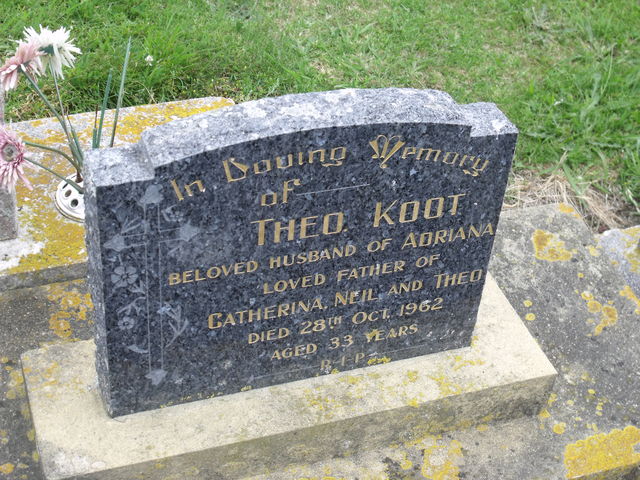 In Loving Memory
of
THEO. KOOT
BELOVED HUSBAND OF ADRIANA
LOVED FATHER OF
CATHERINA, NEIL AND THEO
DIED 28TH OCT. 1962
AGED 33 YEARS
R.I.P.